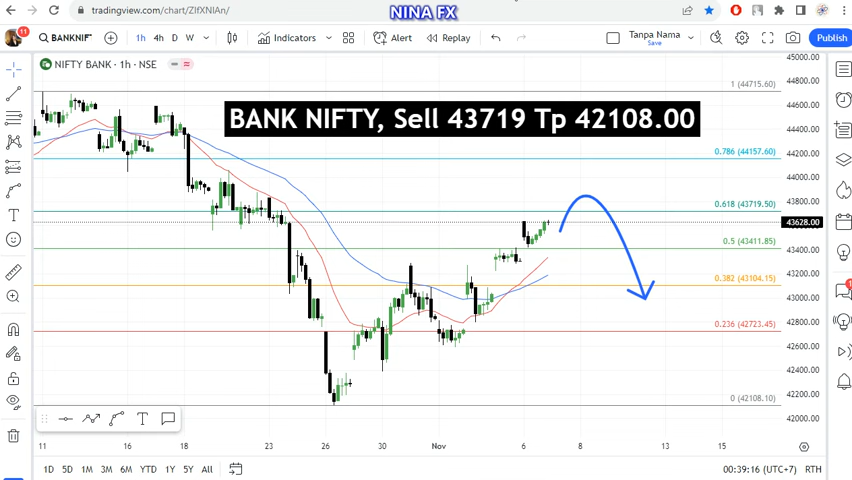 NINA FX
tradingview.com/chart/ZIfXNIAn/
11
BANKNIF
1h 4h D W
Indicators
Alert
Replay
Tanpa Nama
Save
Publish
NIFTY BANK · 1h · NSE
BANK NIFTY, Sell 43719 Tp 42108.00
1 (44715.60)
0.786 (44157.60)
0.618 (43719.50)
0.5 (43411.85)
0.382 (43104.15)
0.236 (42723.45)
0 (42108.10)
45000.00
44800.00
44600.00
44400.00
44200.00
44000.00
43800.00
43628.00
43400.00
43200.00
43000.00
42800.00
42600.00
42400.00
42200.00
42000.00
11 16 18 23 26 30 Nov 6 8 13 15
1D 5D 1M 3M 6M YTD 1Y 5Y All
00:39:16 (UTC+7) RTH